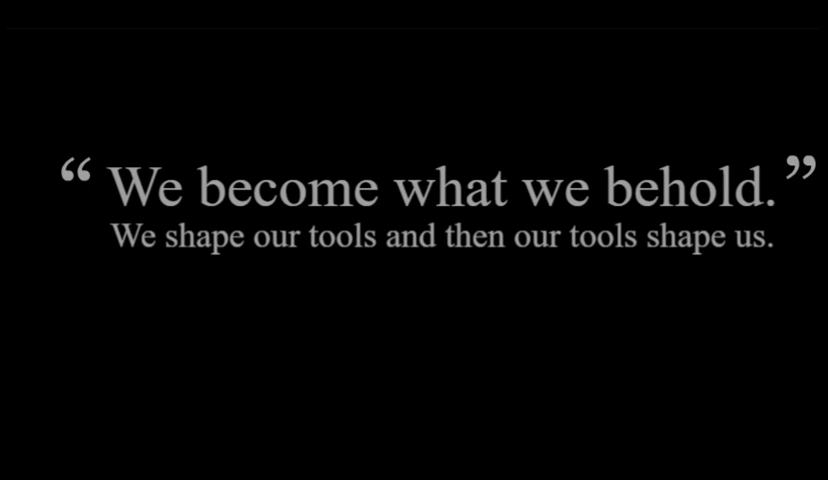 “ We become what we behold. ”
We shape our tools and then our tools shape us.